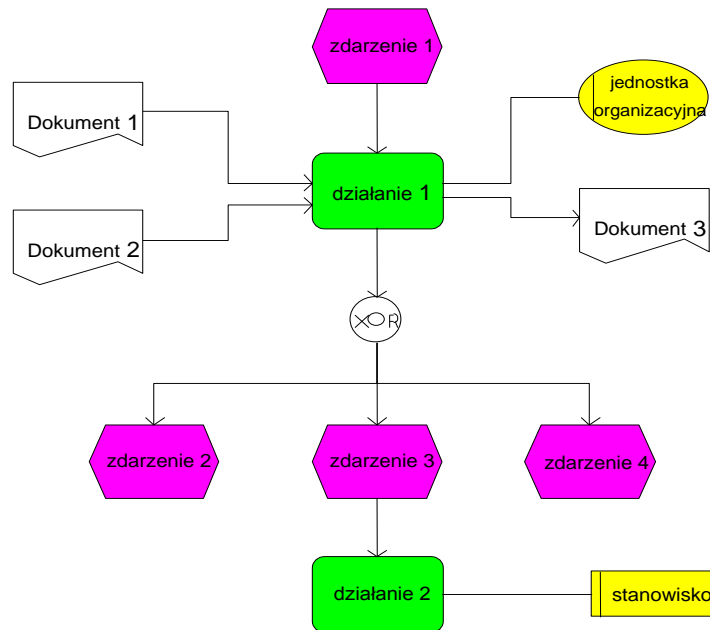 zdarzenie 1
jednostka
organizacyjna
Dokument 1
działanie 1
Dokument 2
Dokument 3
XOR
zdarzenie 2
zdarzenie 3
zdarzenie 4
działanie 2
stanowisko